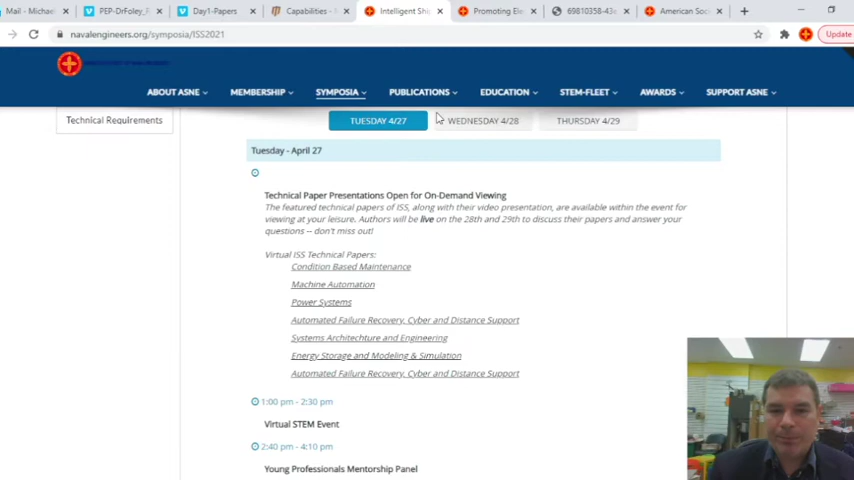 Mail - Michae
PEP-DrFoley_F
Day1-Papers
Capabilities -
Intelligent Shi
Promoting Ele
69810358-43e
American Soci
navalengineers.org/symposia/ISS2021
Update
ABOUT ASNE MEMBERSHIP SYMPOSIA PUBLICATIONS EDUCATION STEM-FLEET AWARDS SUPPORT ASNE
Technical Requirements
TUESDAY 4/27 WEDNESDAY 4/28 THURSDAY 4/29
Tuesday - April 27
Technical Paper Presentations Open for On-Demand Viewing
The featured technical papers of ISS, along with their video presentation, are available within the event for
viewing at your leisure. Authors will be live on the 28th and 29th to discuss their papers and answer your
questions -- don't miss out!
Virtual ISS Technical Papers:
Condition Based Maintenance
Machine Automation
Power Systems
Automated Failure Recovery, Cyber and Distance Support
Systems Architechture and Engineering
Energy Storage and Modeling & Simulation
Automated Failure Recovery, Cyber and Distance Support
1:00 pm - 2:30 pm
Virtual STEM Event
2:40 pm - 4:10 pm
Young Professionals Mentorship Panel